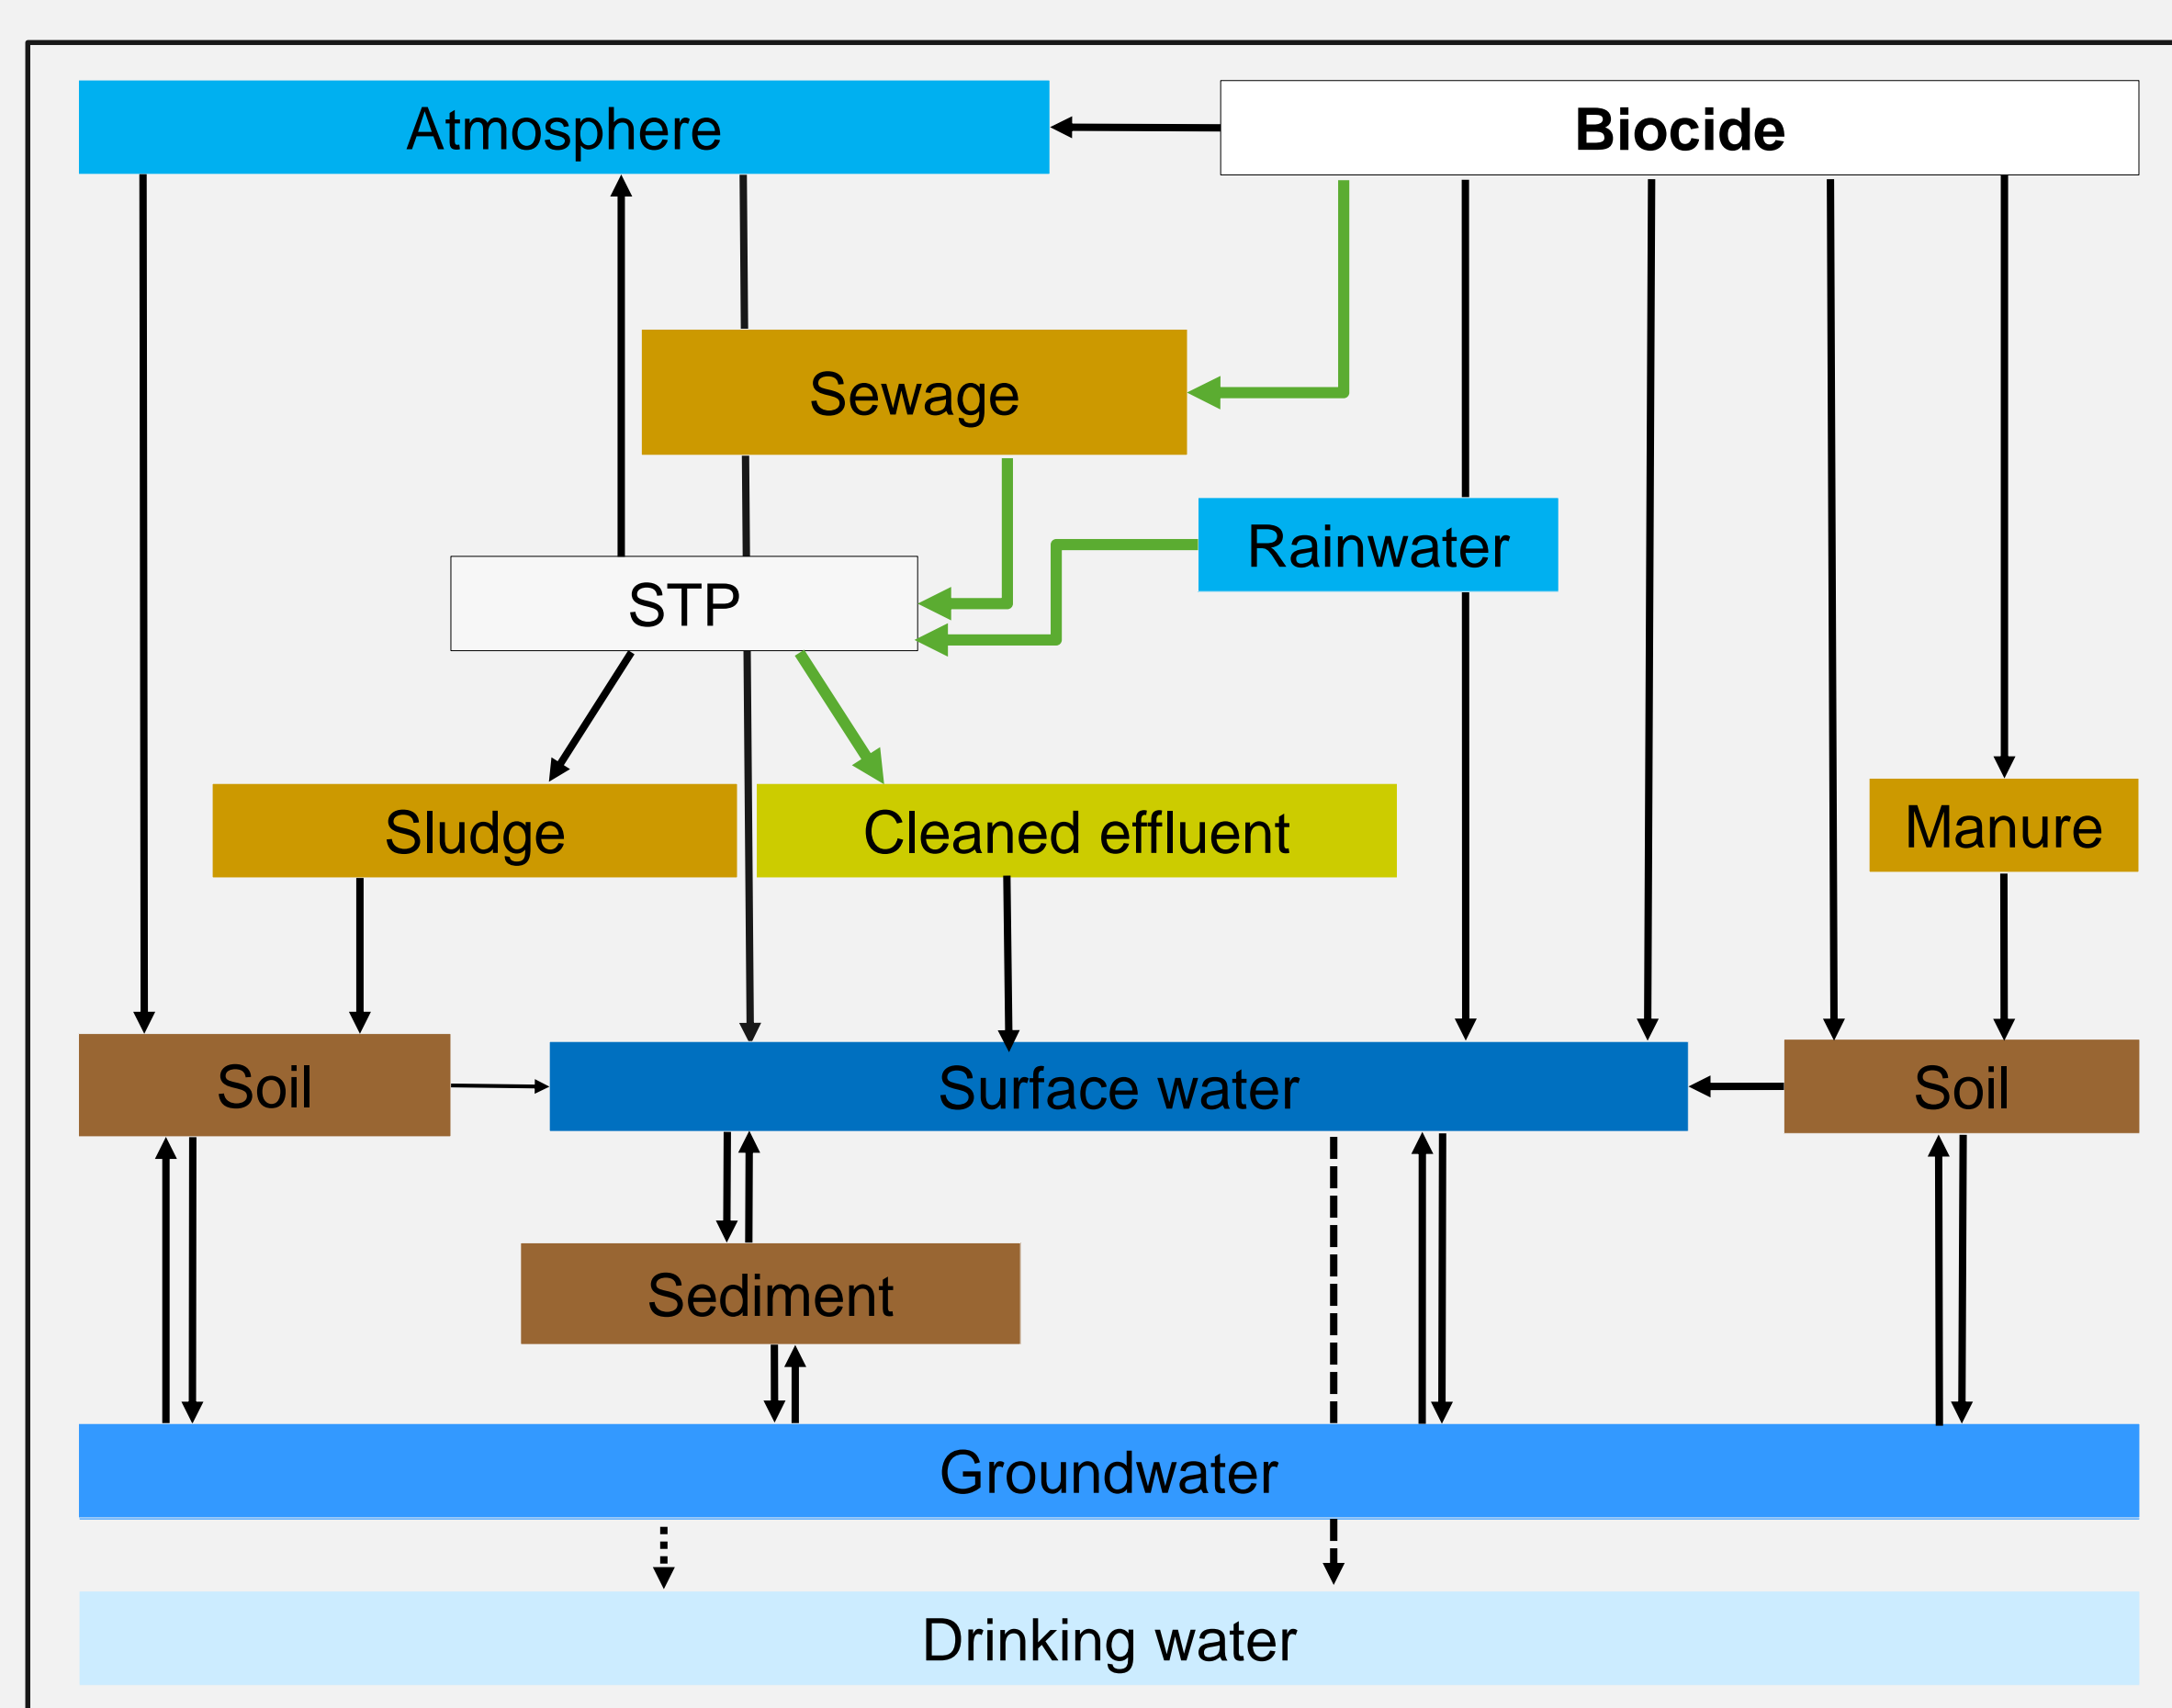 Atmosphere
Biocide
Sewage
Rainwater
STP
Sludge
Cleaned effluent
Manure
Soil
Surface water
Soil
Sediment
Groundwater
Drinking water